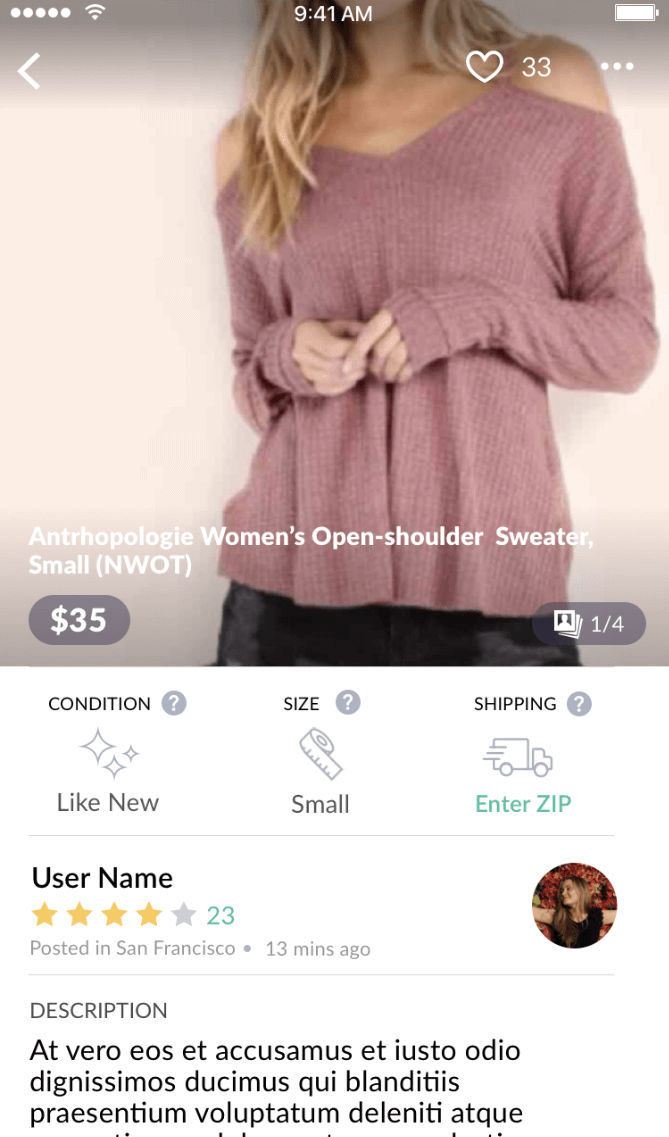 9:41 AM
33
Antrhopologie Women's Open-shoulder Sweater,
Small (NWOT)
$35
1/4
CONDITION ?
SIZE ?
SHIPPING ?
Like New
Small
Enter ZIP
User Name
23
Posted in San Francisco • 13 mins ago
DESCRIPTION
At vero eos et accusamus et iusto odio
dignissimos ducimus qui blanditiis
praesentium voluptatum deleniti atque